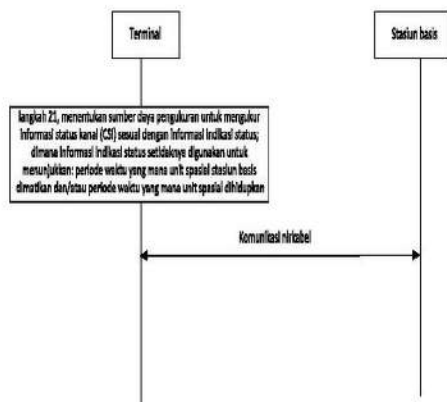 Terminal
Stasiun basis
langkah 21, menentukan sumber daya pengukuran untuk mengukur
informasi status kanal (CSI) sesuai dengan informasi indikasi status;
dimana informasi indikasi status setidaknya digunakan untuk
menunjukkan: periode waktu yang mana unit spasial stasiun basis
dimatikan dan/atau periode waktu yang mana unit spasial dihidupkan
Komunikasi nirkabel